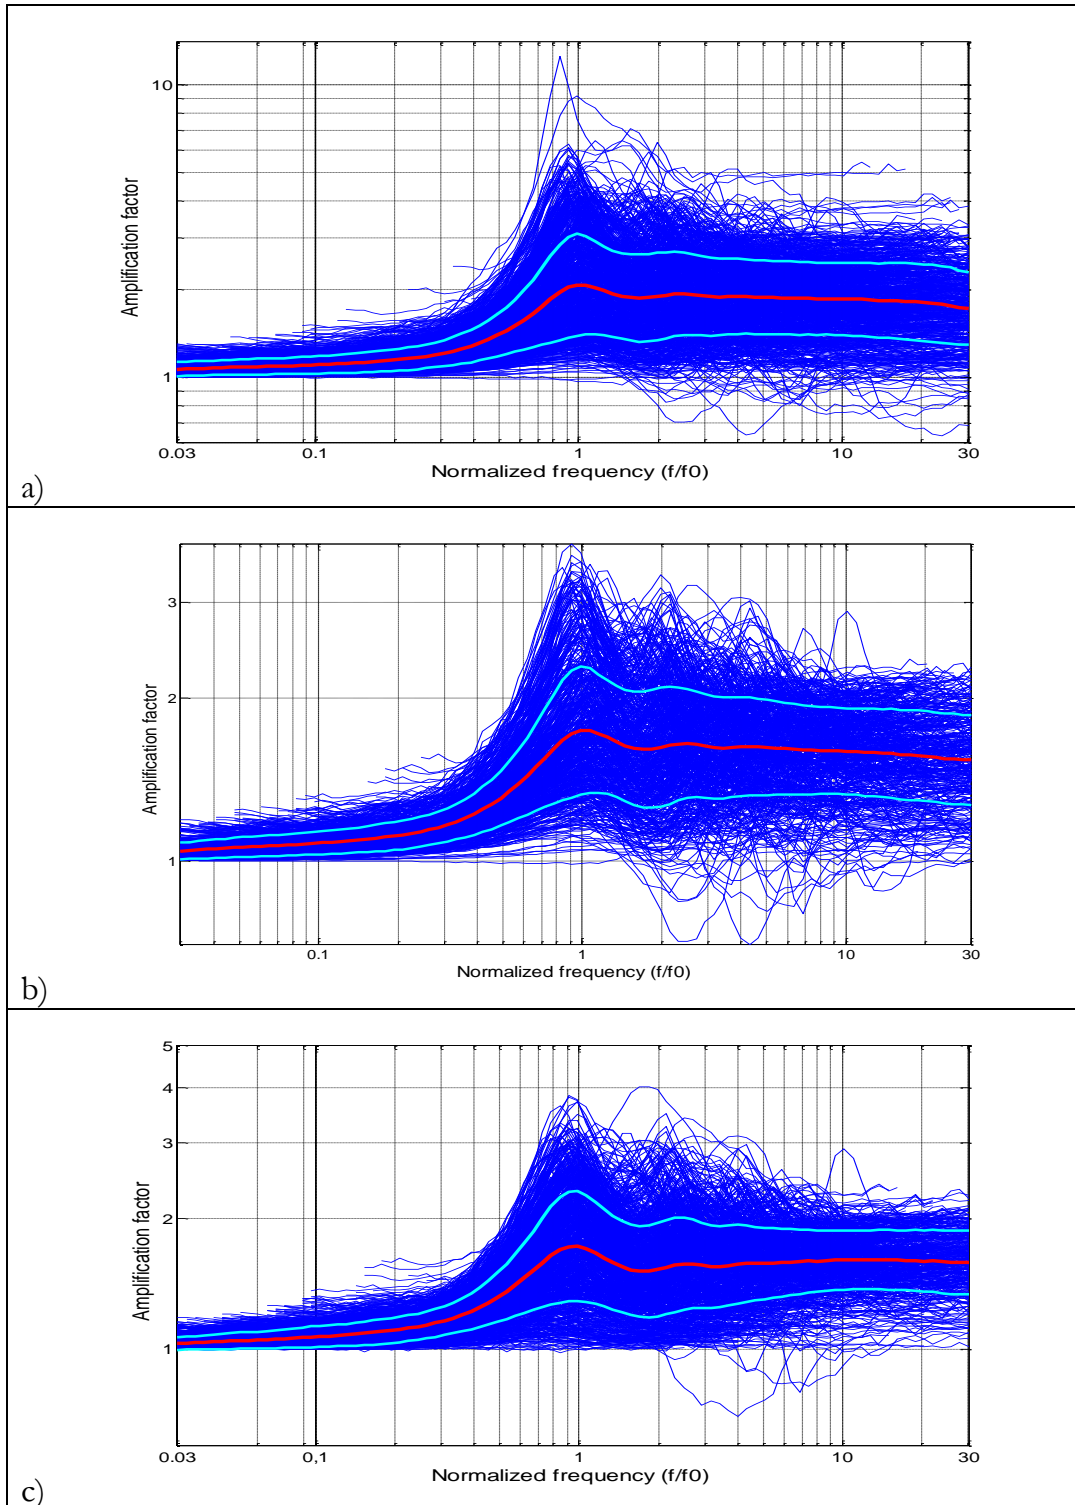 10
1
Amplification factor
0.03 0.1 1 10 30
Normalized frequency (f/f0)
a)
3
2
1
Amplification factor
0.1 1 10 30
Normalized frequency (f/f0)
b)
5
4
3
2
1
Amplification factor
0.03 0,1 1 10 30
Normalized frequency (f/f0)
c)